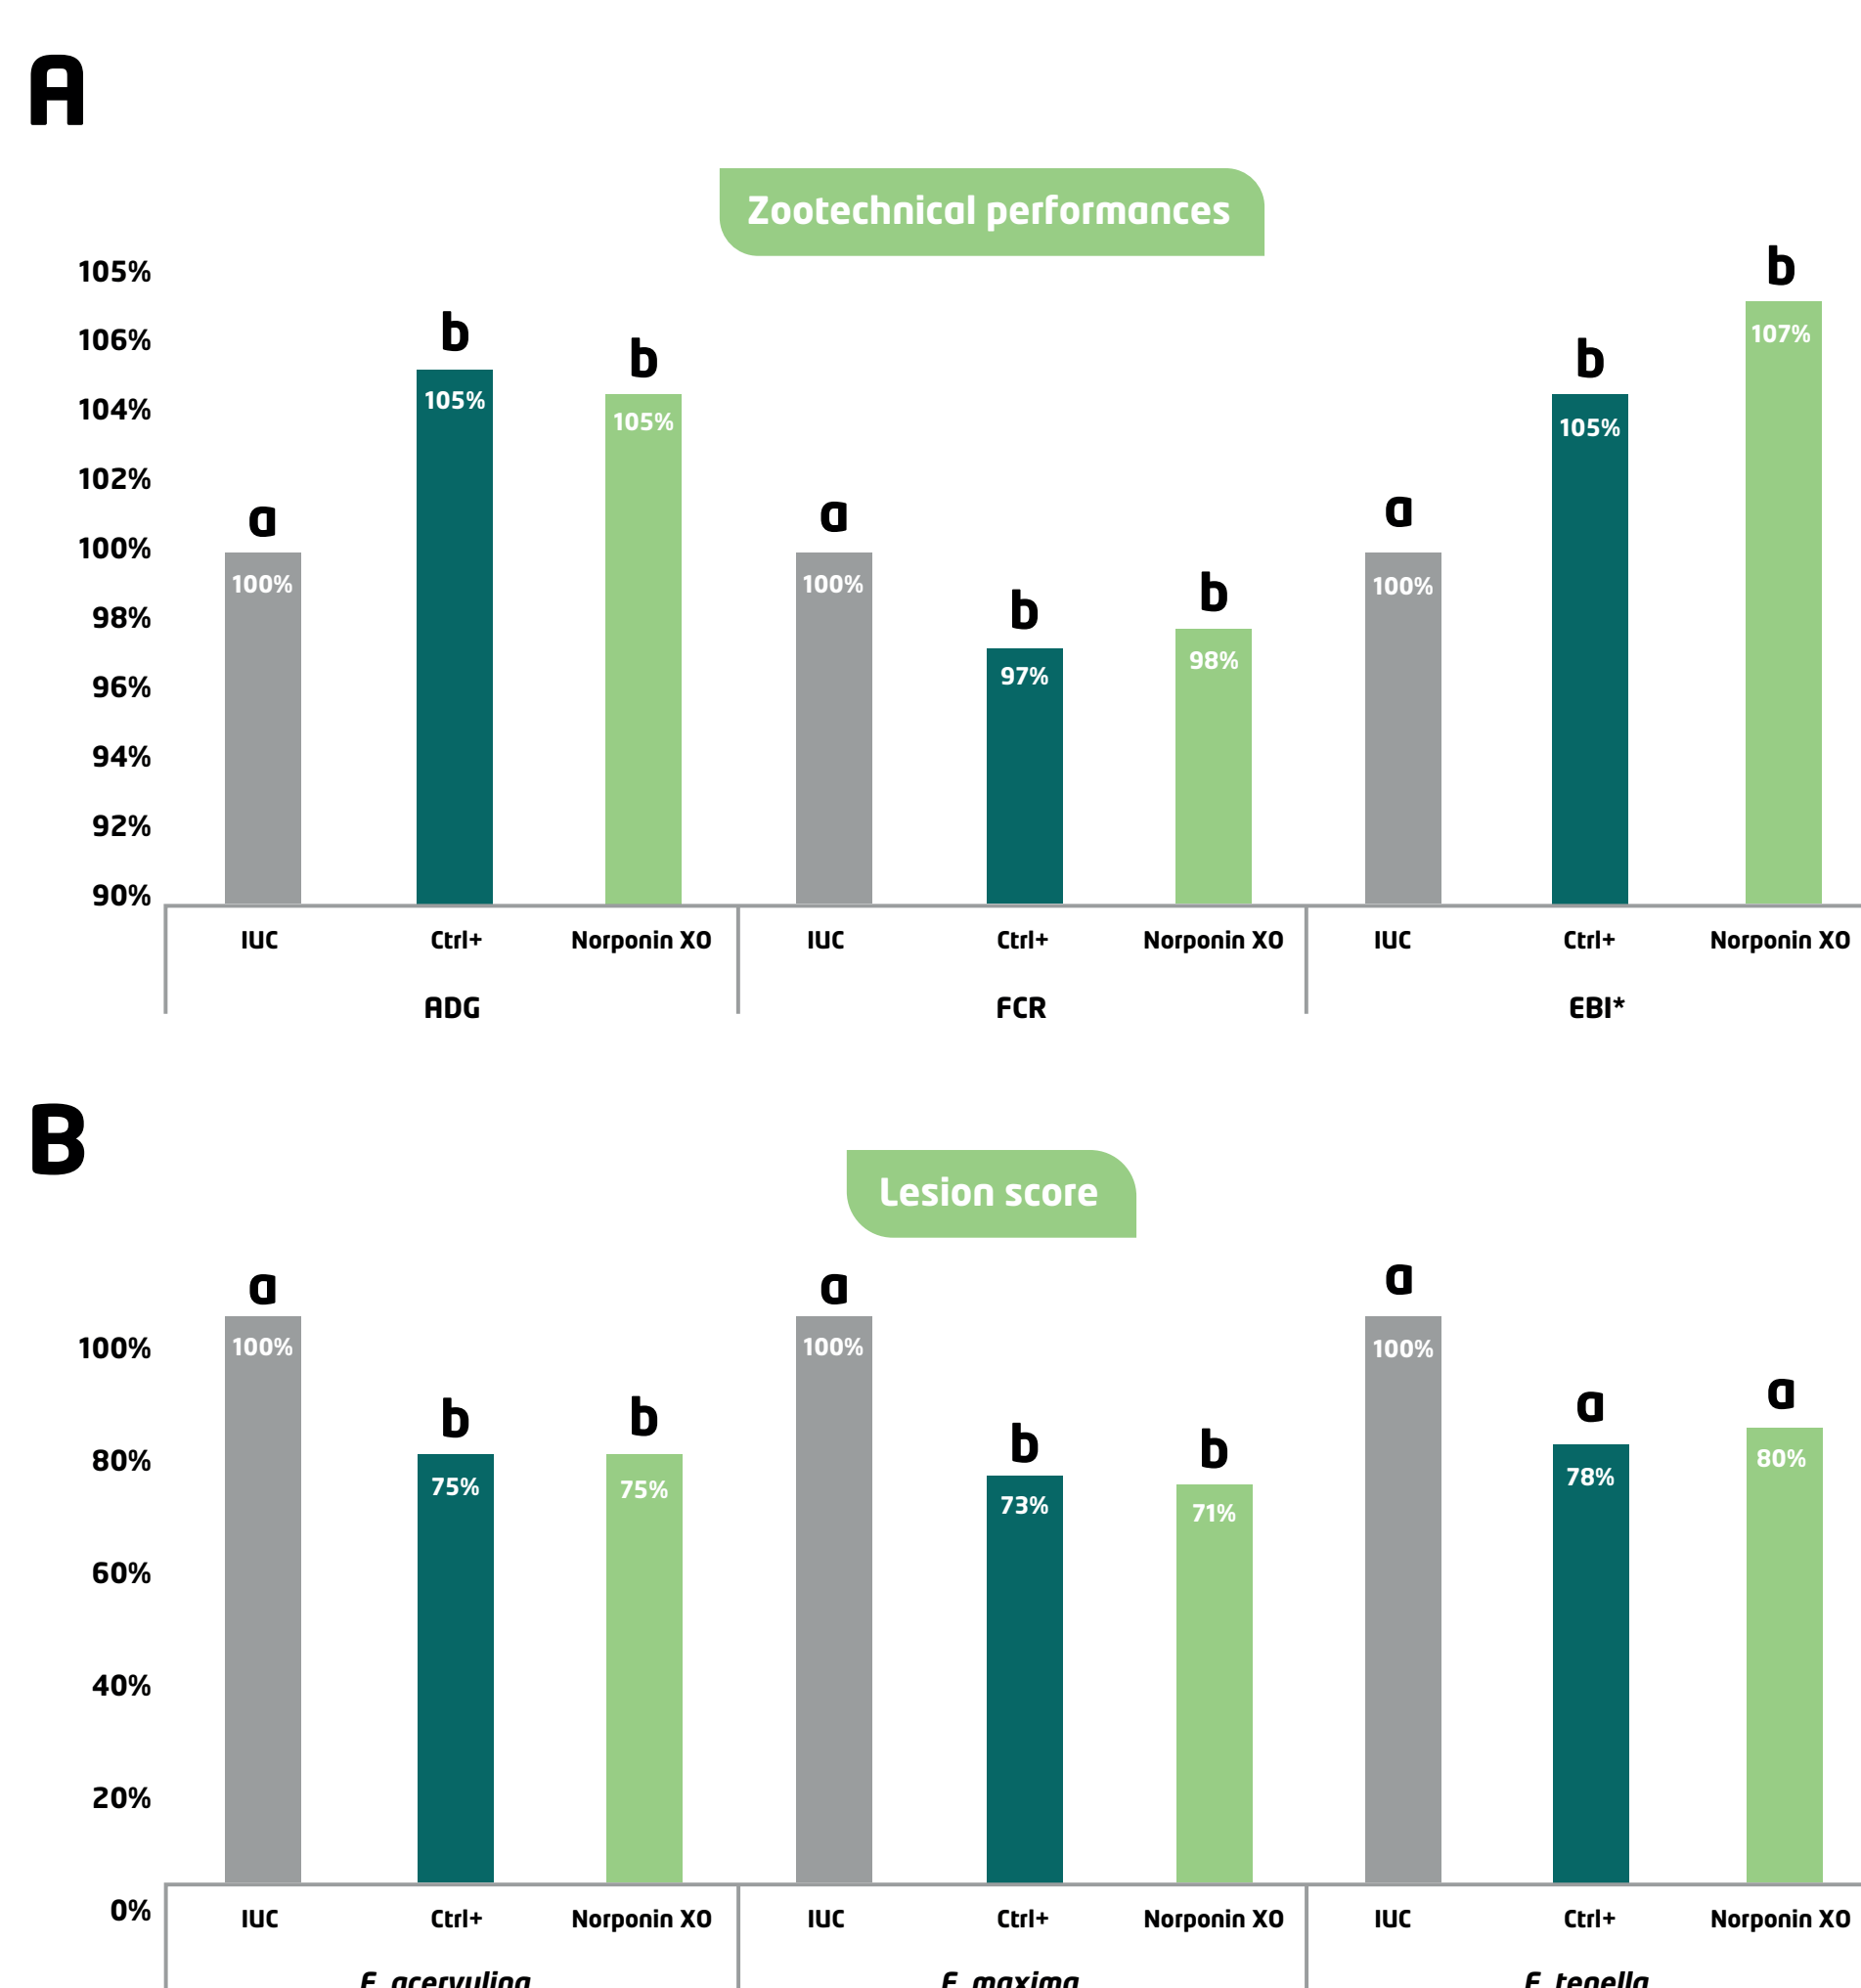 A
Zootechnical performances
105%
106%
104%
102%
100%
98%
96%
94%
92%
90%
a b b a b b a b b
100% 105% 105% 100% 97% 98% 100% 105% 107%
IUC Ctrl+ Norponin XO IUC Ctrl+ Norponin XO IUC Ctrl+ Norponin XO
ADG FCR EBI*
B
Lesion score
100%
80%
60%
40%
20%
0%
a b b a b b a a a
100% 75% 75% 100% 73% 71% 100% 78% 80%
IUC Ctrl+ Norponin XO IUC Ctrl+ Norponin XO IUC Ctrl+ Norponin XO
E. acervulina E. maxima E. tenella